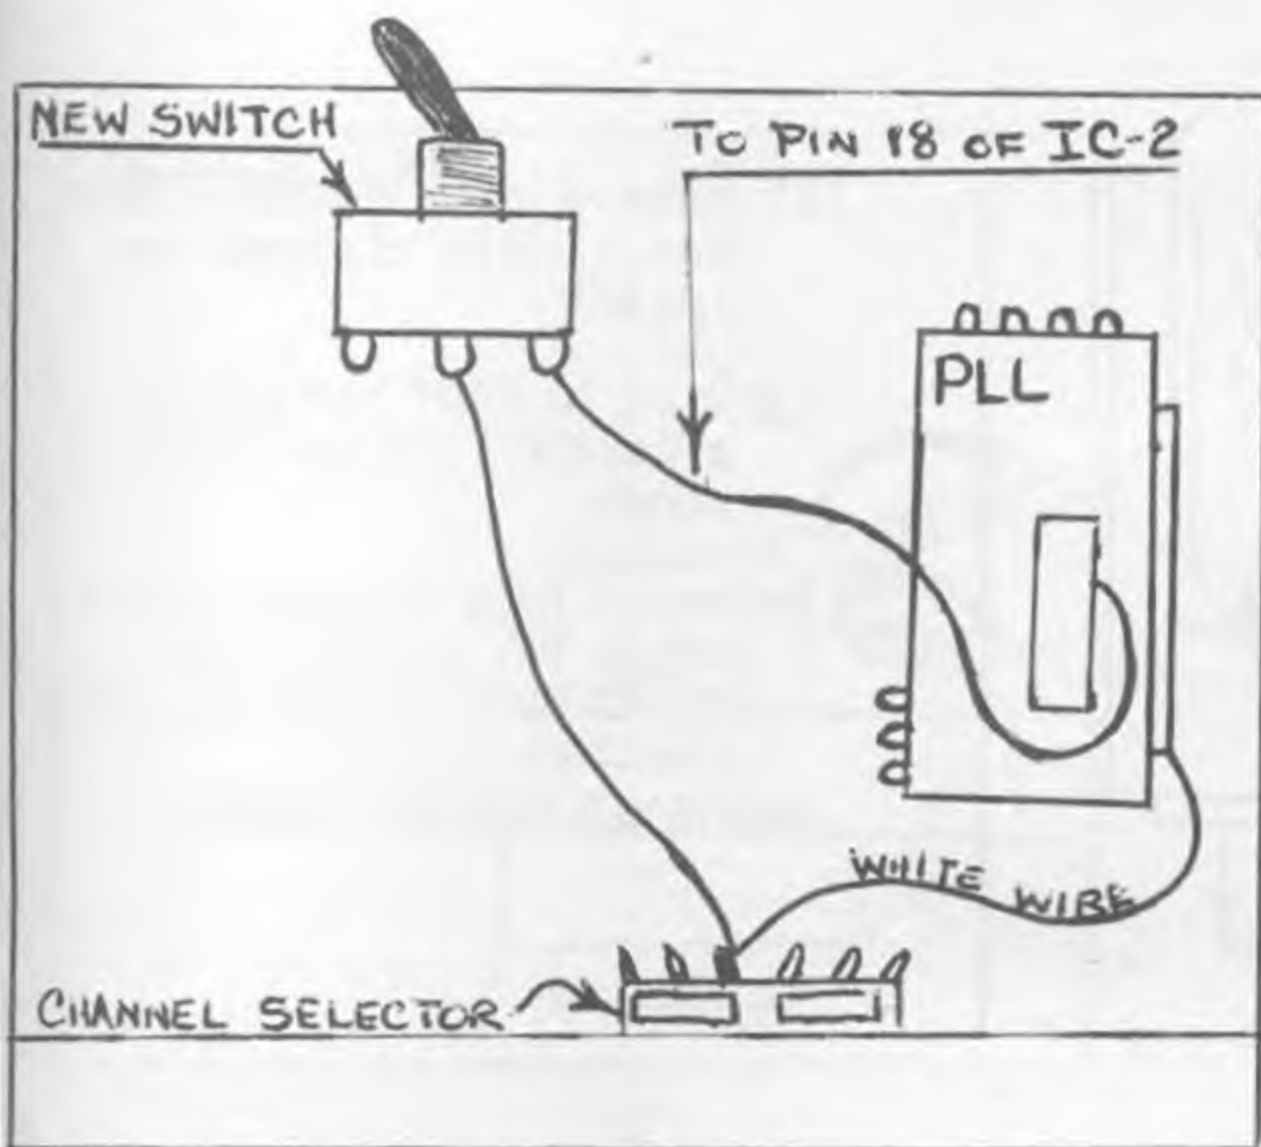 NEW SWITCH
TO PIN 18 OF IC-2
PLL
WHITE WIRE
CHANNEL SELECTOR